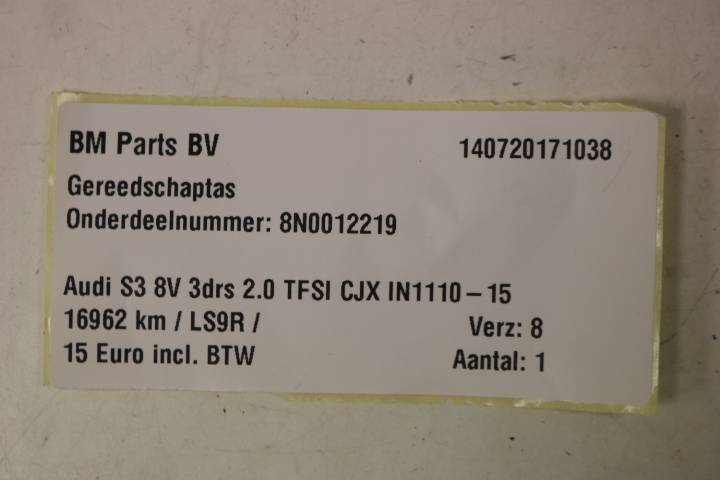 BM Parts BV 140720171038
Gereedschaptas
Onderdeelnummer: 8N0012219
Audi S3 8V 3drs 2.0 TFSI CJX IN1110 – 15
16962 km / LS9R / Verz: 8
15 Euro incl. BTW Aantal: 1